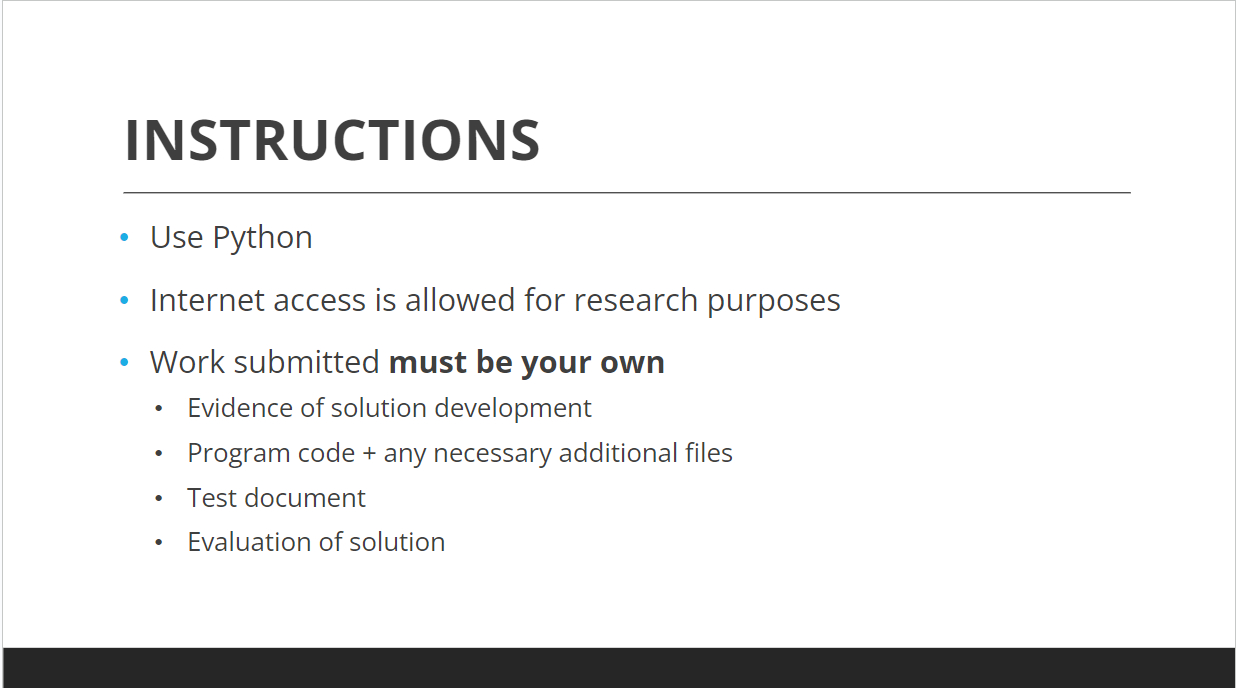 INSTRUCTIONS
• Use Python
• Internet access is allowed for research purposes
• Work submitted must be your own
• Evidence of solution development
• Program code + any necessary additional files
• Test document
• Evaluation of solution